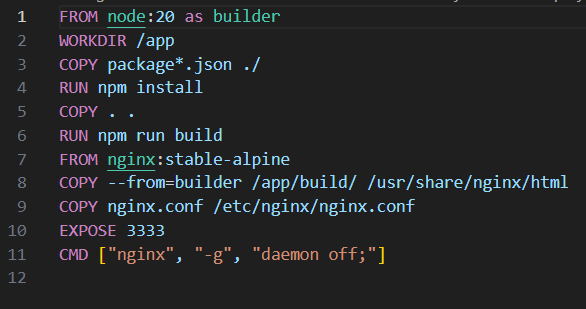 1 FROM node:20 as builder
2 WORKDIR /app
3 COPY package*.json ./
4 RUN npm install
5 COPY . .
6 RUN npm run build
7 FROM nginx:stable-alpine
8 COPY --from=builder /app/build/ /usr/share/nginx/html
9 COPY nginx.conf /etc/nginx/nginx.conf
10 EXPOSE 3333
11 CMD ["nginx", "-g", "daemon off;"]
12